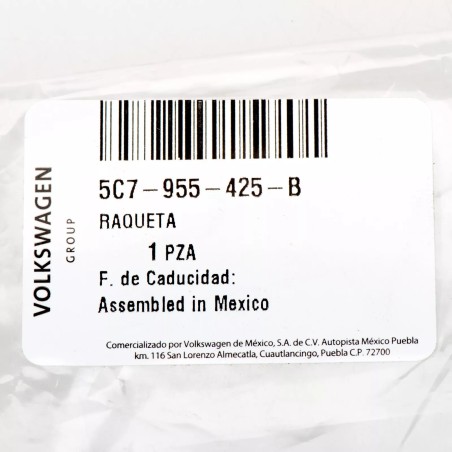 VOLKSWAGEN
GROUP
5C7-955-425-B
RAQUETA
1 PZA
F. de Caducidad:
Assembled in Mexico
Comercializado por Volkswagen de México, S.A. de C.V. Autopista México Puebla
km. 116 San Lorenzo Almecatla, Cuautlancingo, Puebla C.P. 72700